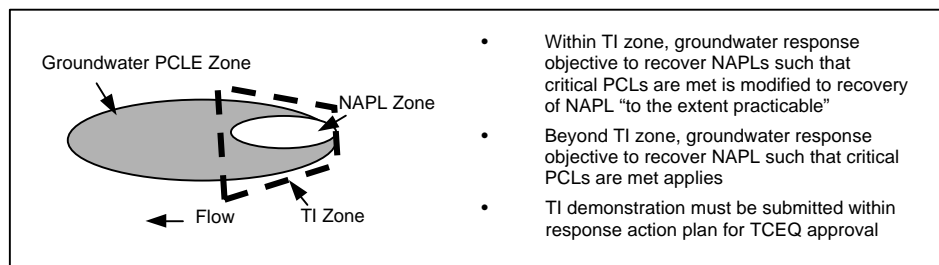 Groundwater PCLE Zone
NAPL Zone
Flow
TI Zone
• Within TI zone, groundwater response
objective to recover NAPLs such that
critical PCLs are met is modified to recovery
of NAPL “to the extent practicable”
• Beyond TI zone, groundwater response
objective to recover NAPL such that critical
PCLs are met applies
• TI demonstration must be submitted within
response action plan for TCEQ approval